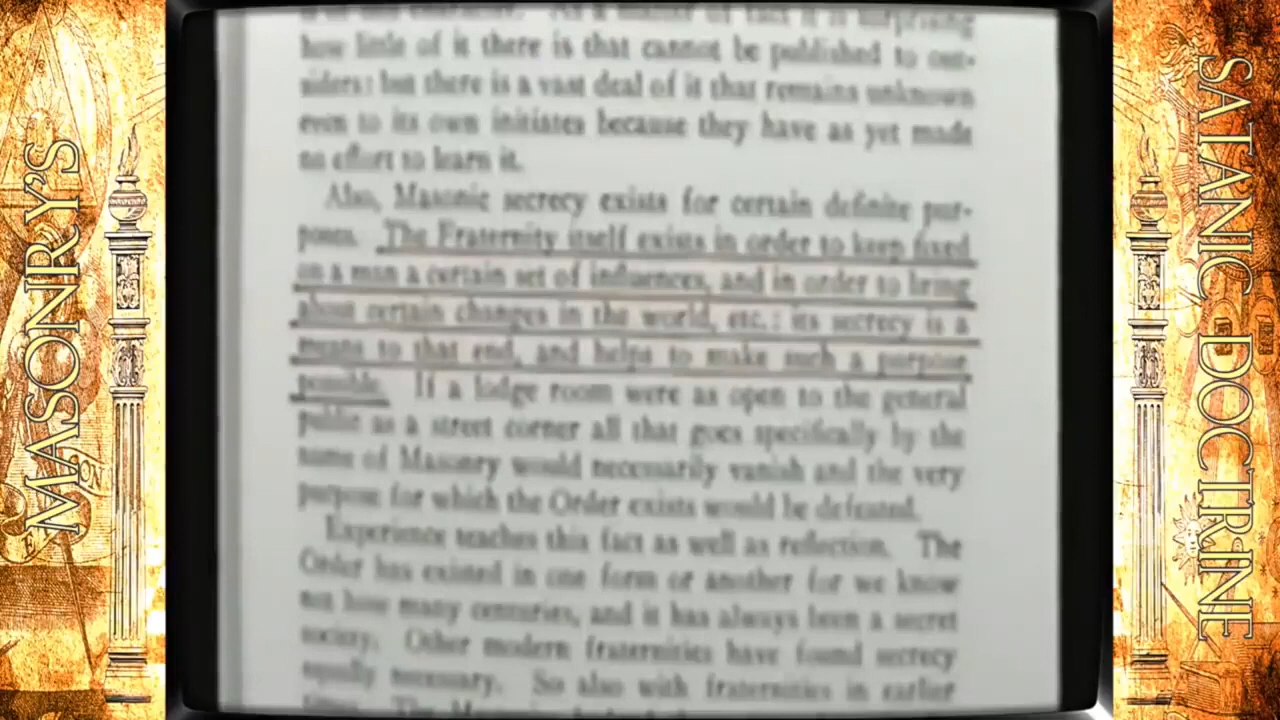 MASONRY'S
how little of it there is that cannot be published to out-
siders: but there is a vast deal of it that remains unknown
even to its own initiates because they have as yet made
no effort to learn it.
Also, Masonic secrecy exists for certain definite pur-
poses. The Fraternity itself exists in order to keep fixed
on a man a certain set of influences, and in order to bring
about certain changes in the world, etc.: its secrecy is a
means to this end, and helps to make such a purpose
possible. If a lodge room were as open to the general
public as a street corner all that goes specifically by the
name of Masonry would necessarily vanish and the very
purpose for which the Order exists would be defeated.
Experience teaches this fact as well as reflection. The
Order has existed in one form or another for we know
not how many centuries, and it has always been a secret
society. Other modern fraternities have found secrecy
equally necessary. So also with fraternities in earlier
SATANIC DOCTRINE